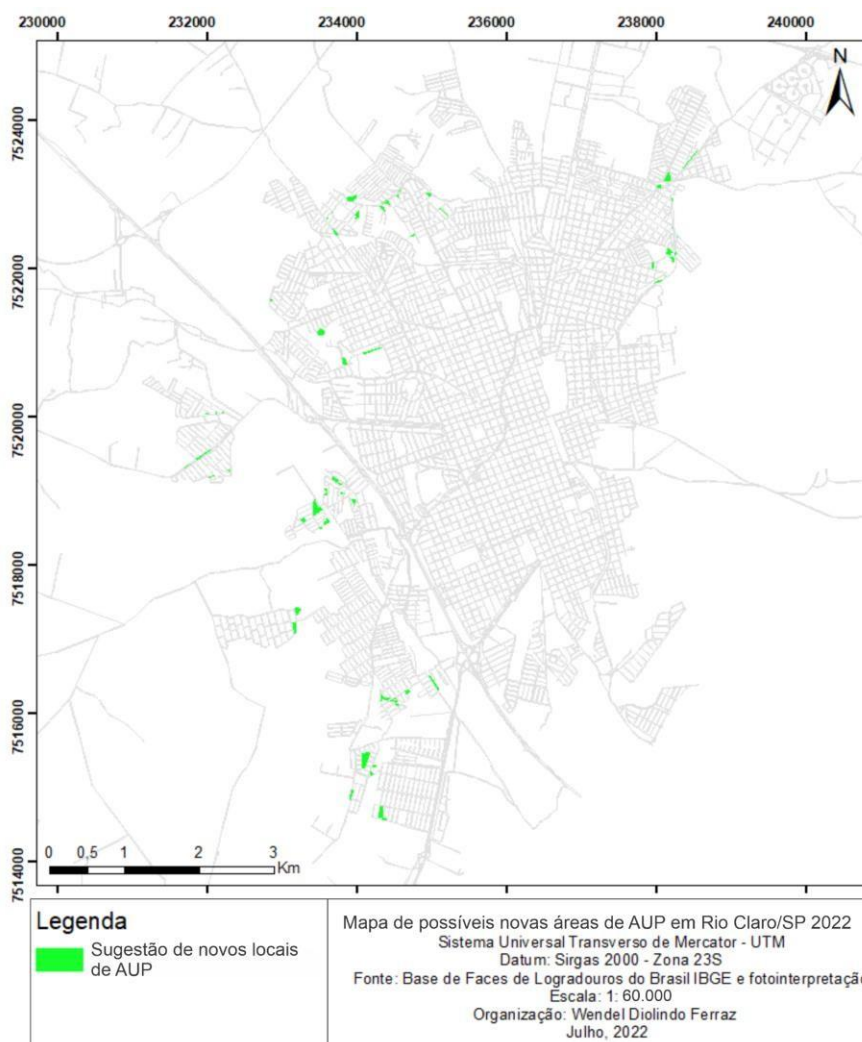 230000 232000 234000 236000 238000 240000
N
7524000
7522000
7520000
7518000
7516000
7514000
0 0,5 1 2 3
Km
Legenda
Sugestão de novos locais
de AUP
Mapa de possíveis novas áreas de AUP em Rio Claro/SP 2022
Sistema Universal Transverso de Mercator - UTM
Datum: Sirgas 2000 - Zona 23S
Fonte: Base de Faces de Logradouros do Brasil IBGE e fotointerpretação
Escala: 1: 60.000
Organização: Wendel Diolindo Ferraz
Julho, 2022